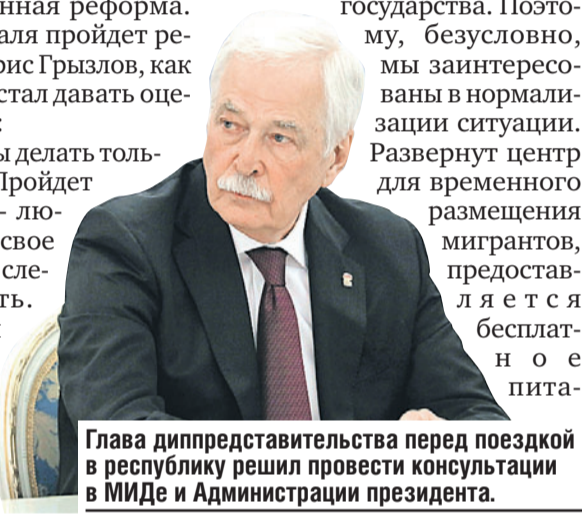 нная реформа.
аля пройдет ре-
рис Грызлов, как
стал давать оце-
ы делать толь-
Пройдет
– лю-
свое
сле-
ть.
государства. Поэто-
му, безусловно,
мы заинтересо-
ваны в нормали-
зации ситуации.
Развернут центр
для временного
размещения
мигрантов,
предостав-
ляется
бесплат-
ное
пита-
Глава диппредставительства перед поездкой
в республику решил провести консультации
в МИДе и Администрации президента.